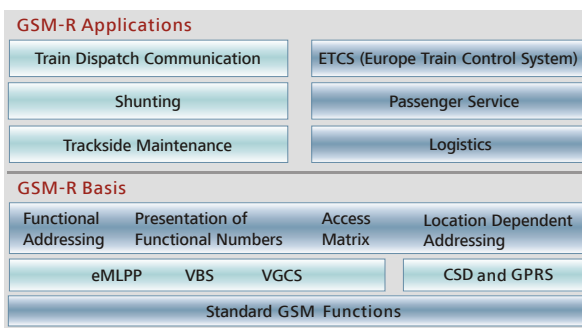 GSM-R Applications
Train Dispatch Communication
ETCS (Europe Train Control System)
Shunting
Passenger Service
Trackside Maintenance
Logistics
GSM-R Basis
Functional Addressing
Presentation of Functional Numbers
Access Matrix
Location Dependent Addressing
eMLPP VBS VGCS
CSD and GPRS
Standard GSM Functions